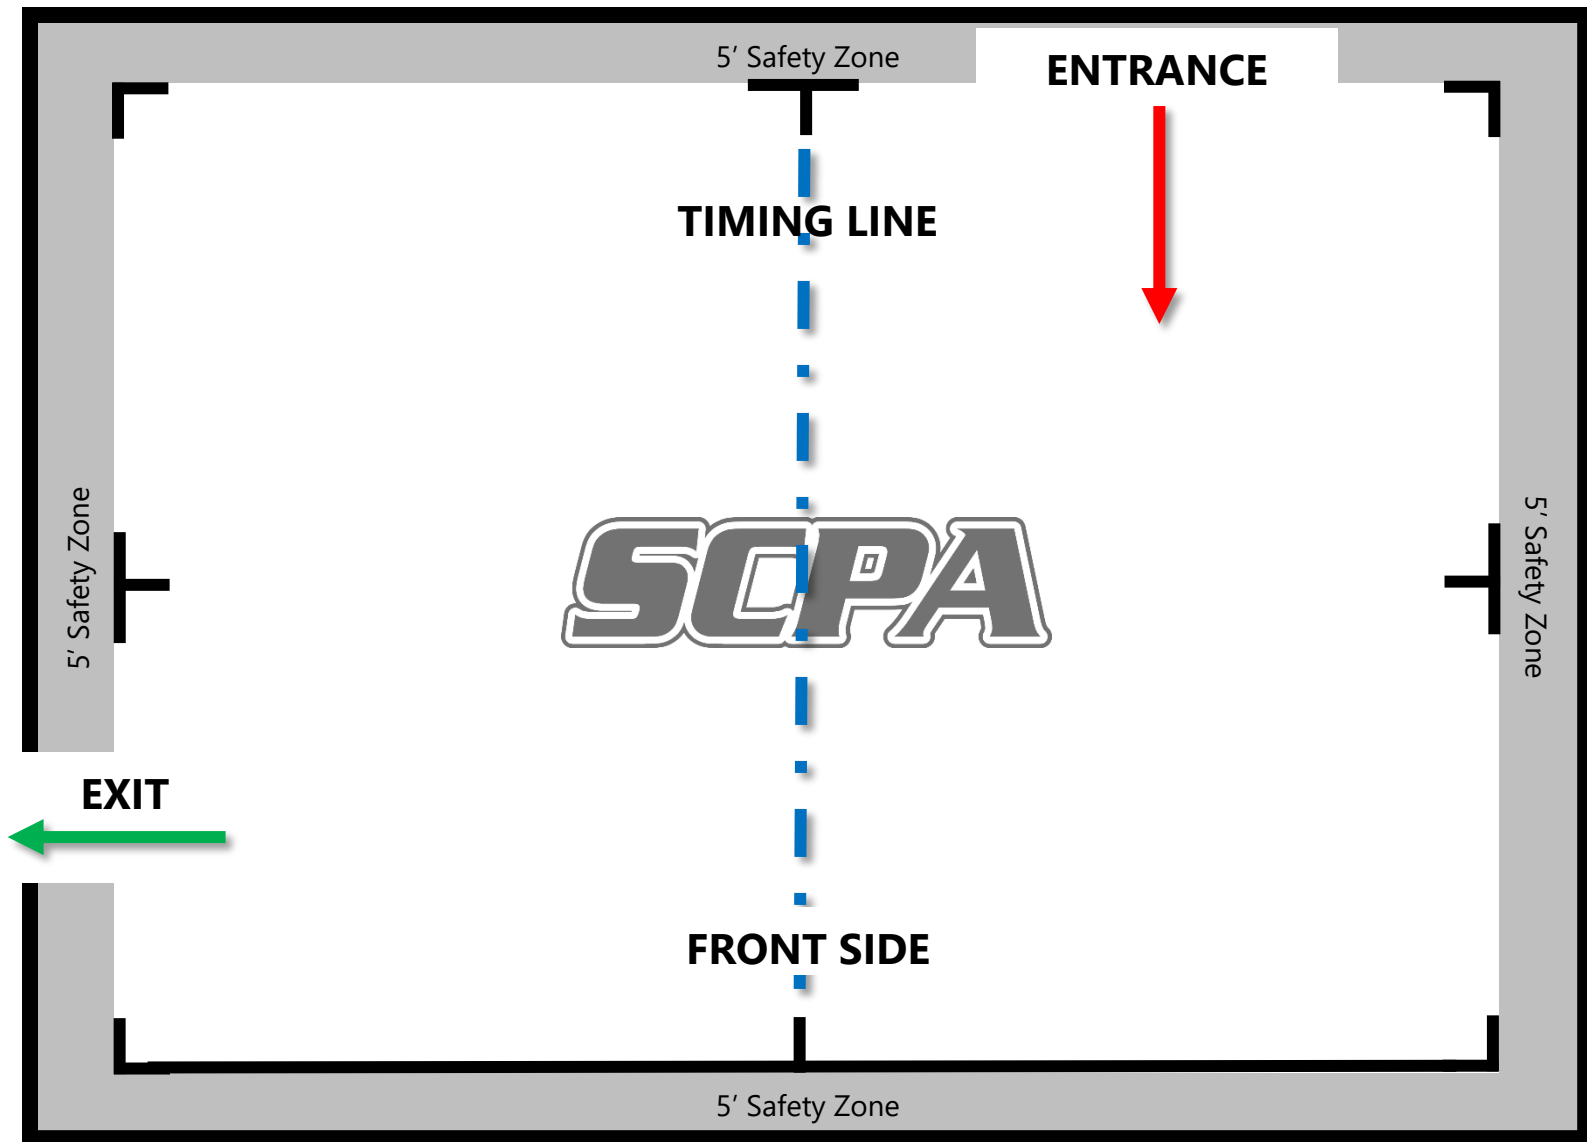 5’ Safety Zone
ENTRANCE
TIMING LINE
5’ Safety Zone
SCPA
5’ Safety Zone
EXIT
FRONT SIDE
5’ Safety Zone